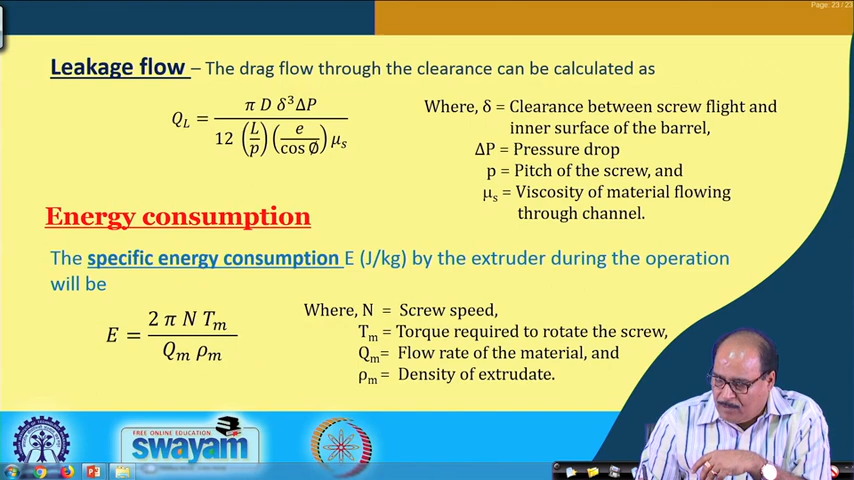 Page: 23 / 23
Leakage flow – The drag flow through the clearance can be calculated as
Q_L = (π D δ³ΔP) / (12 (L/p) (e/cos Ø) μ_s)
Where, δ = Clearance between screw flight and
inner surface of the barrel,
ΔP = Pressure drop
p = Pitch of the screw, and
μ_s = Viscosity of material flowing
through channel.
Energy consumption
The specific energy consumption E (J/kg) by the extruder during the operation
will be
E = (2 π N T_m) / (Q_m ρ_m)
Where, N = Screw speed,
T_m = Torque required to rotate the screw,
Q_m= Flow rate of the material, and
ρ_m = Density of extrudate.
FREE ONLINE EDUCATION
swayam